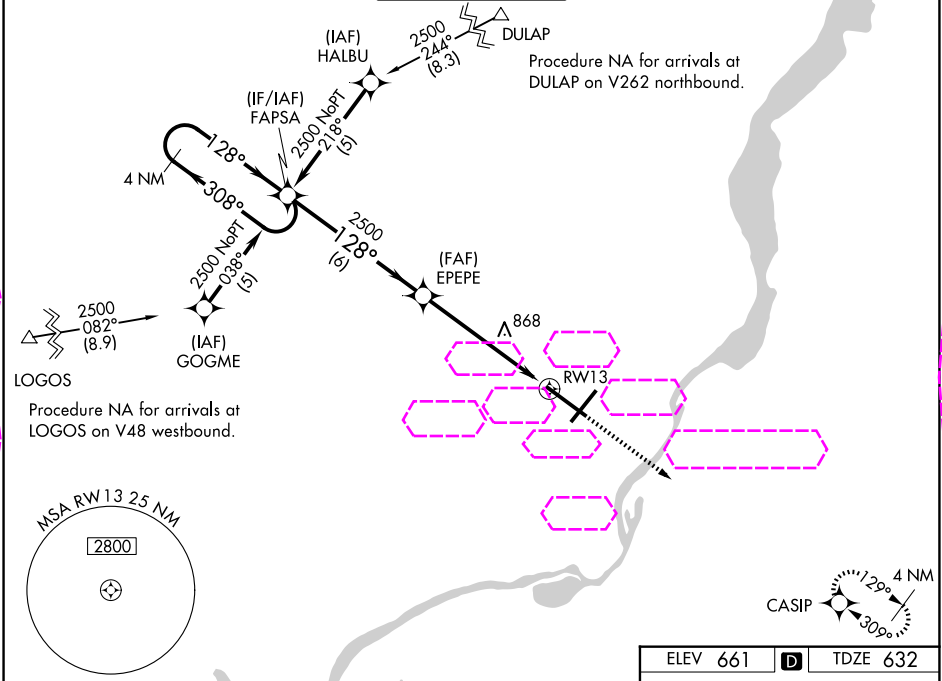 2500
244°
(8.3)
DULAP
Procedure NA for arrivals at
DULAP on V262 northbound.
(IAF)
HALBU
(IF/IAF)
FAPSA
2500 NoPT
218°
(5)
128°
4 NM
308°
2500
128°
(6)
2500 NoPT
038°
(5)
(FAF)
EPEPE
868
RW13
2500
082°
(8.9)
LOGOS
(IAF)
GOGME
Procedure NA for arrivals at
LOGOS on V48 westbound.
MSA RW13 25 NM
2800
CASIP
129°
4 NM
309°
ELEV 661 D TDZE 632